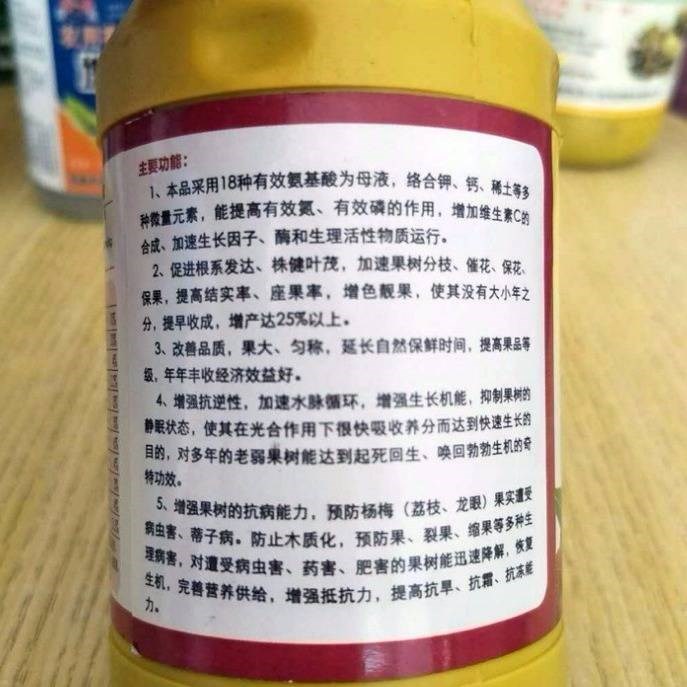 主要功能：
1、本品采用18种有效氨基酸为母液，络合钾、钙、稀土等多
种微量元素，能提高有效氮、有效磷的作用，增加维生素C的
合成、加速生长因子、酶和生理活性物质运行。
2、促进根系发达、株健叶茂，加速果树分枝、催花、保花、
保果，提高结实率、座果率，增色靓果，使其没有大小年之
分，提早收成，增产达25%以上。
3、改善品质，果大、匀称，延长自然保鲜时间，提高果品等
级，年年丰收经济效益好。
4、增强抗逆性，加速水脉循环，增强生长机能，抑制果树的
静眠状态，使其在光合作用下很快吸收养分而达到快速生长的
目的，对多年的老弱果树能达到起死回生、唤回勃勃生机的奇
特功效。
5、增强果树的抗病能力，预防杨梅（荔枝、龙眼）果实遭受
病虫害、蒂子病。防止木质化，预防果、裂果、缩果等多种生
理病害，对遭受病虫害、药害、肥害的果树能迅速降解，恢复
生机，完善营养供给，增强抵抗力，提高抗旱、抗霜、抗冻能
力。